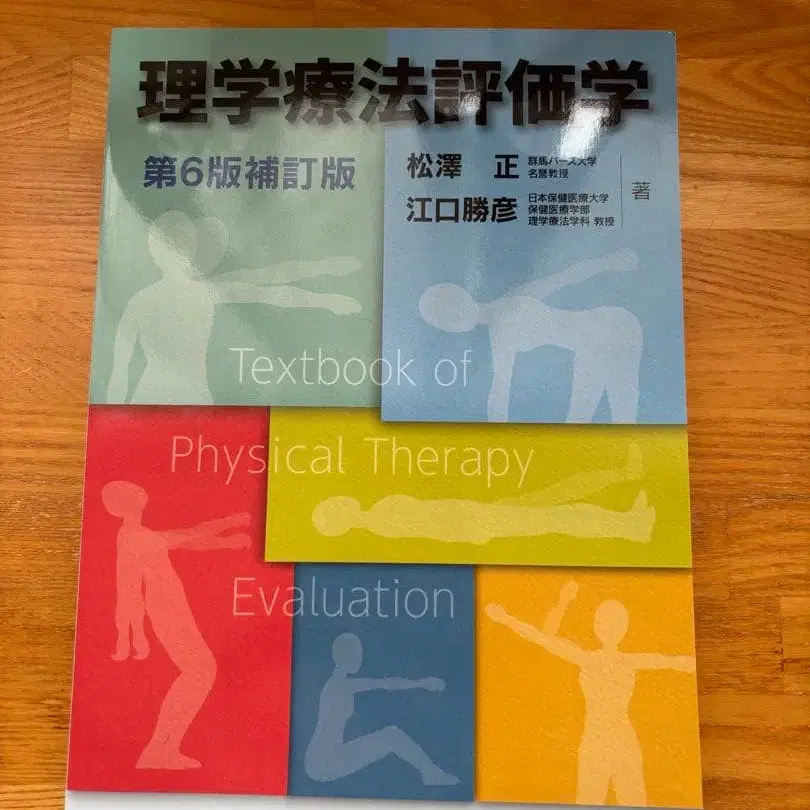 理学療法評価学
第6版補訂版
松澤 正 群馬パース大学
名誉教授
江口勝彦 日本保健医療大学
保健医療学部
理学療法学科 教授
著
Textbook of
Physical Therapy
Evaluation